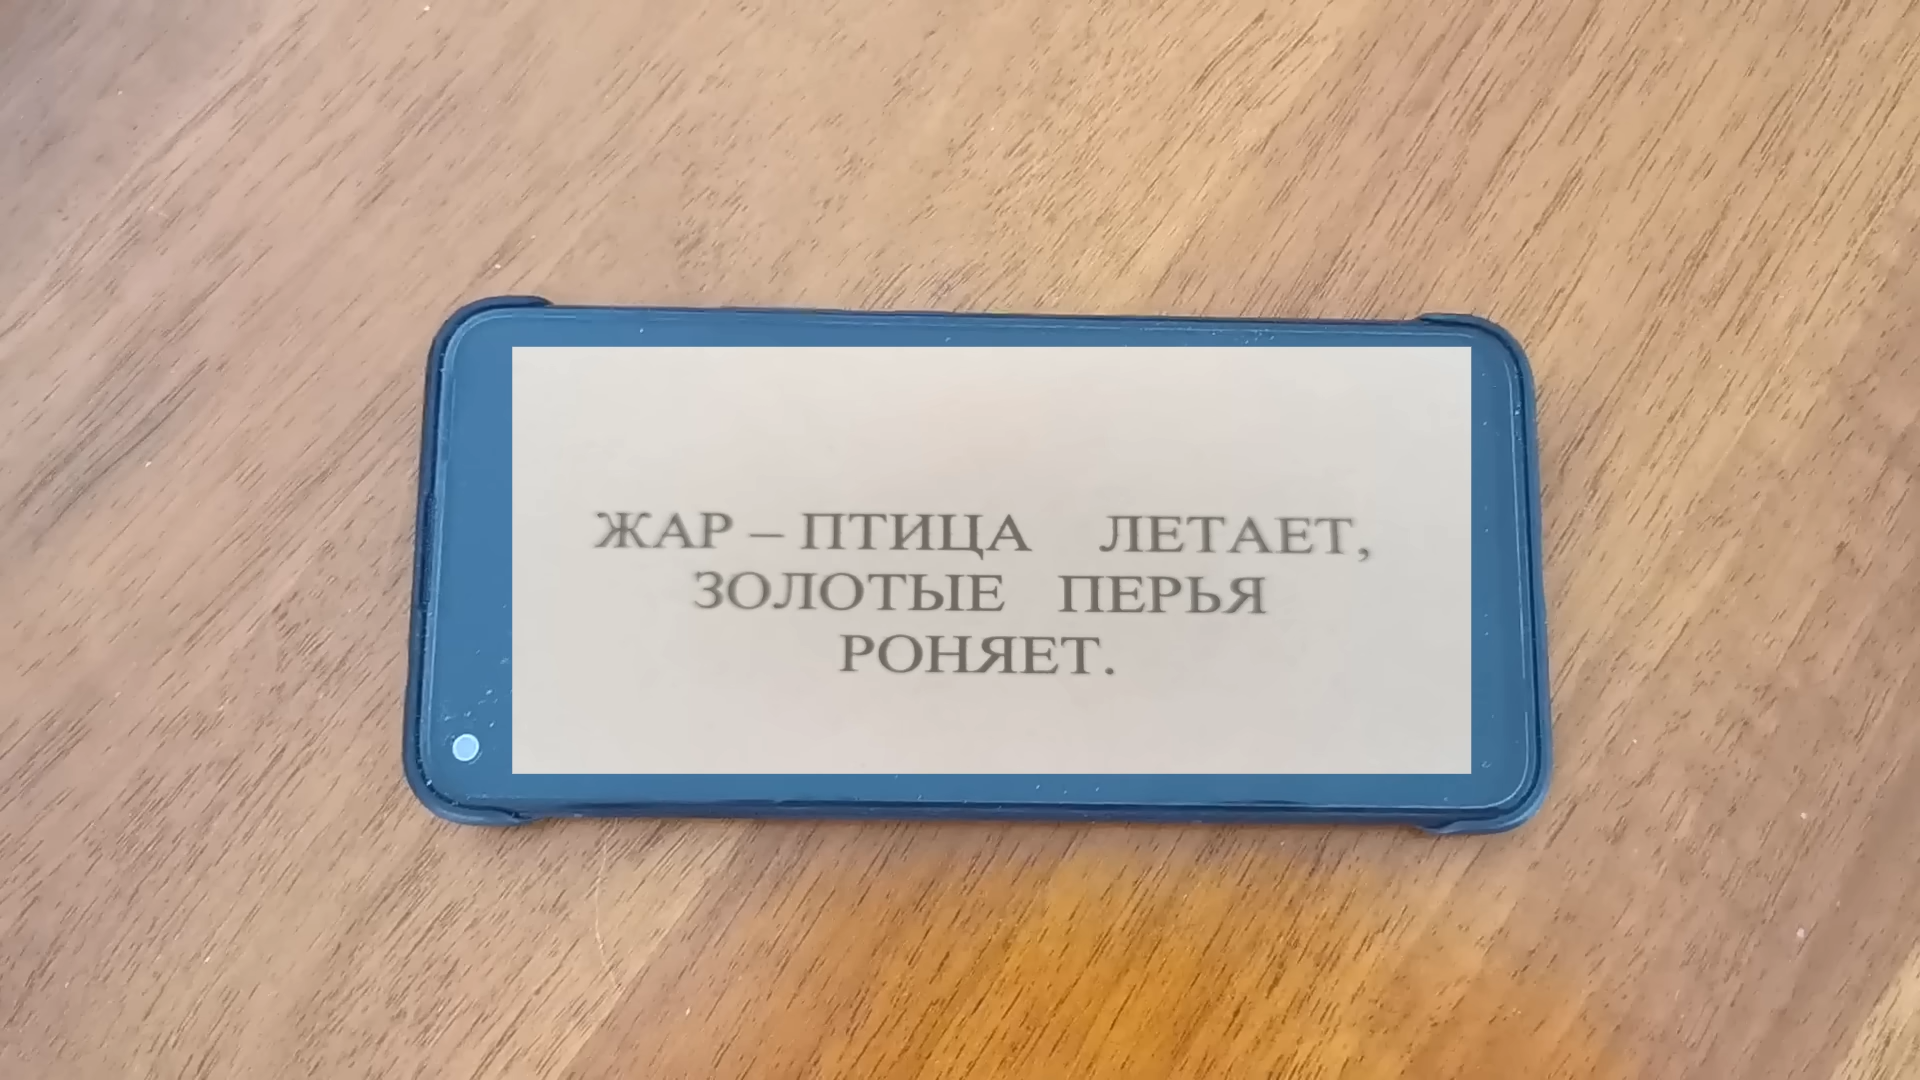 ЖАР – ПТИЦА ЛЕТАЕТ,
ЗОЛОТЫЕ ПЕРЬЯ
РОНЯЕТ.